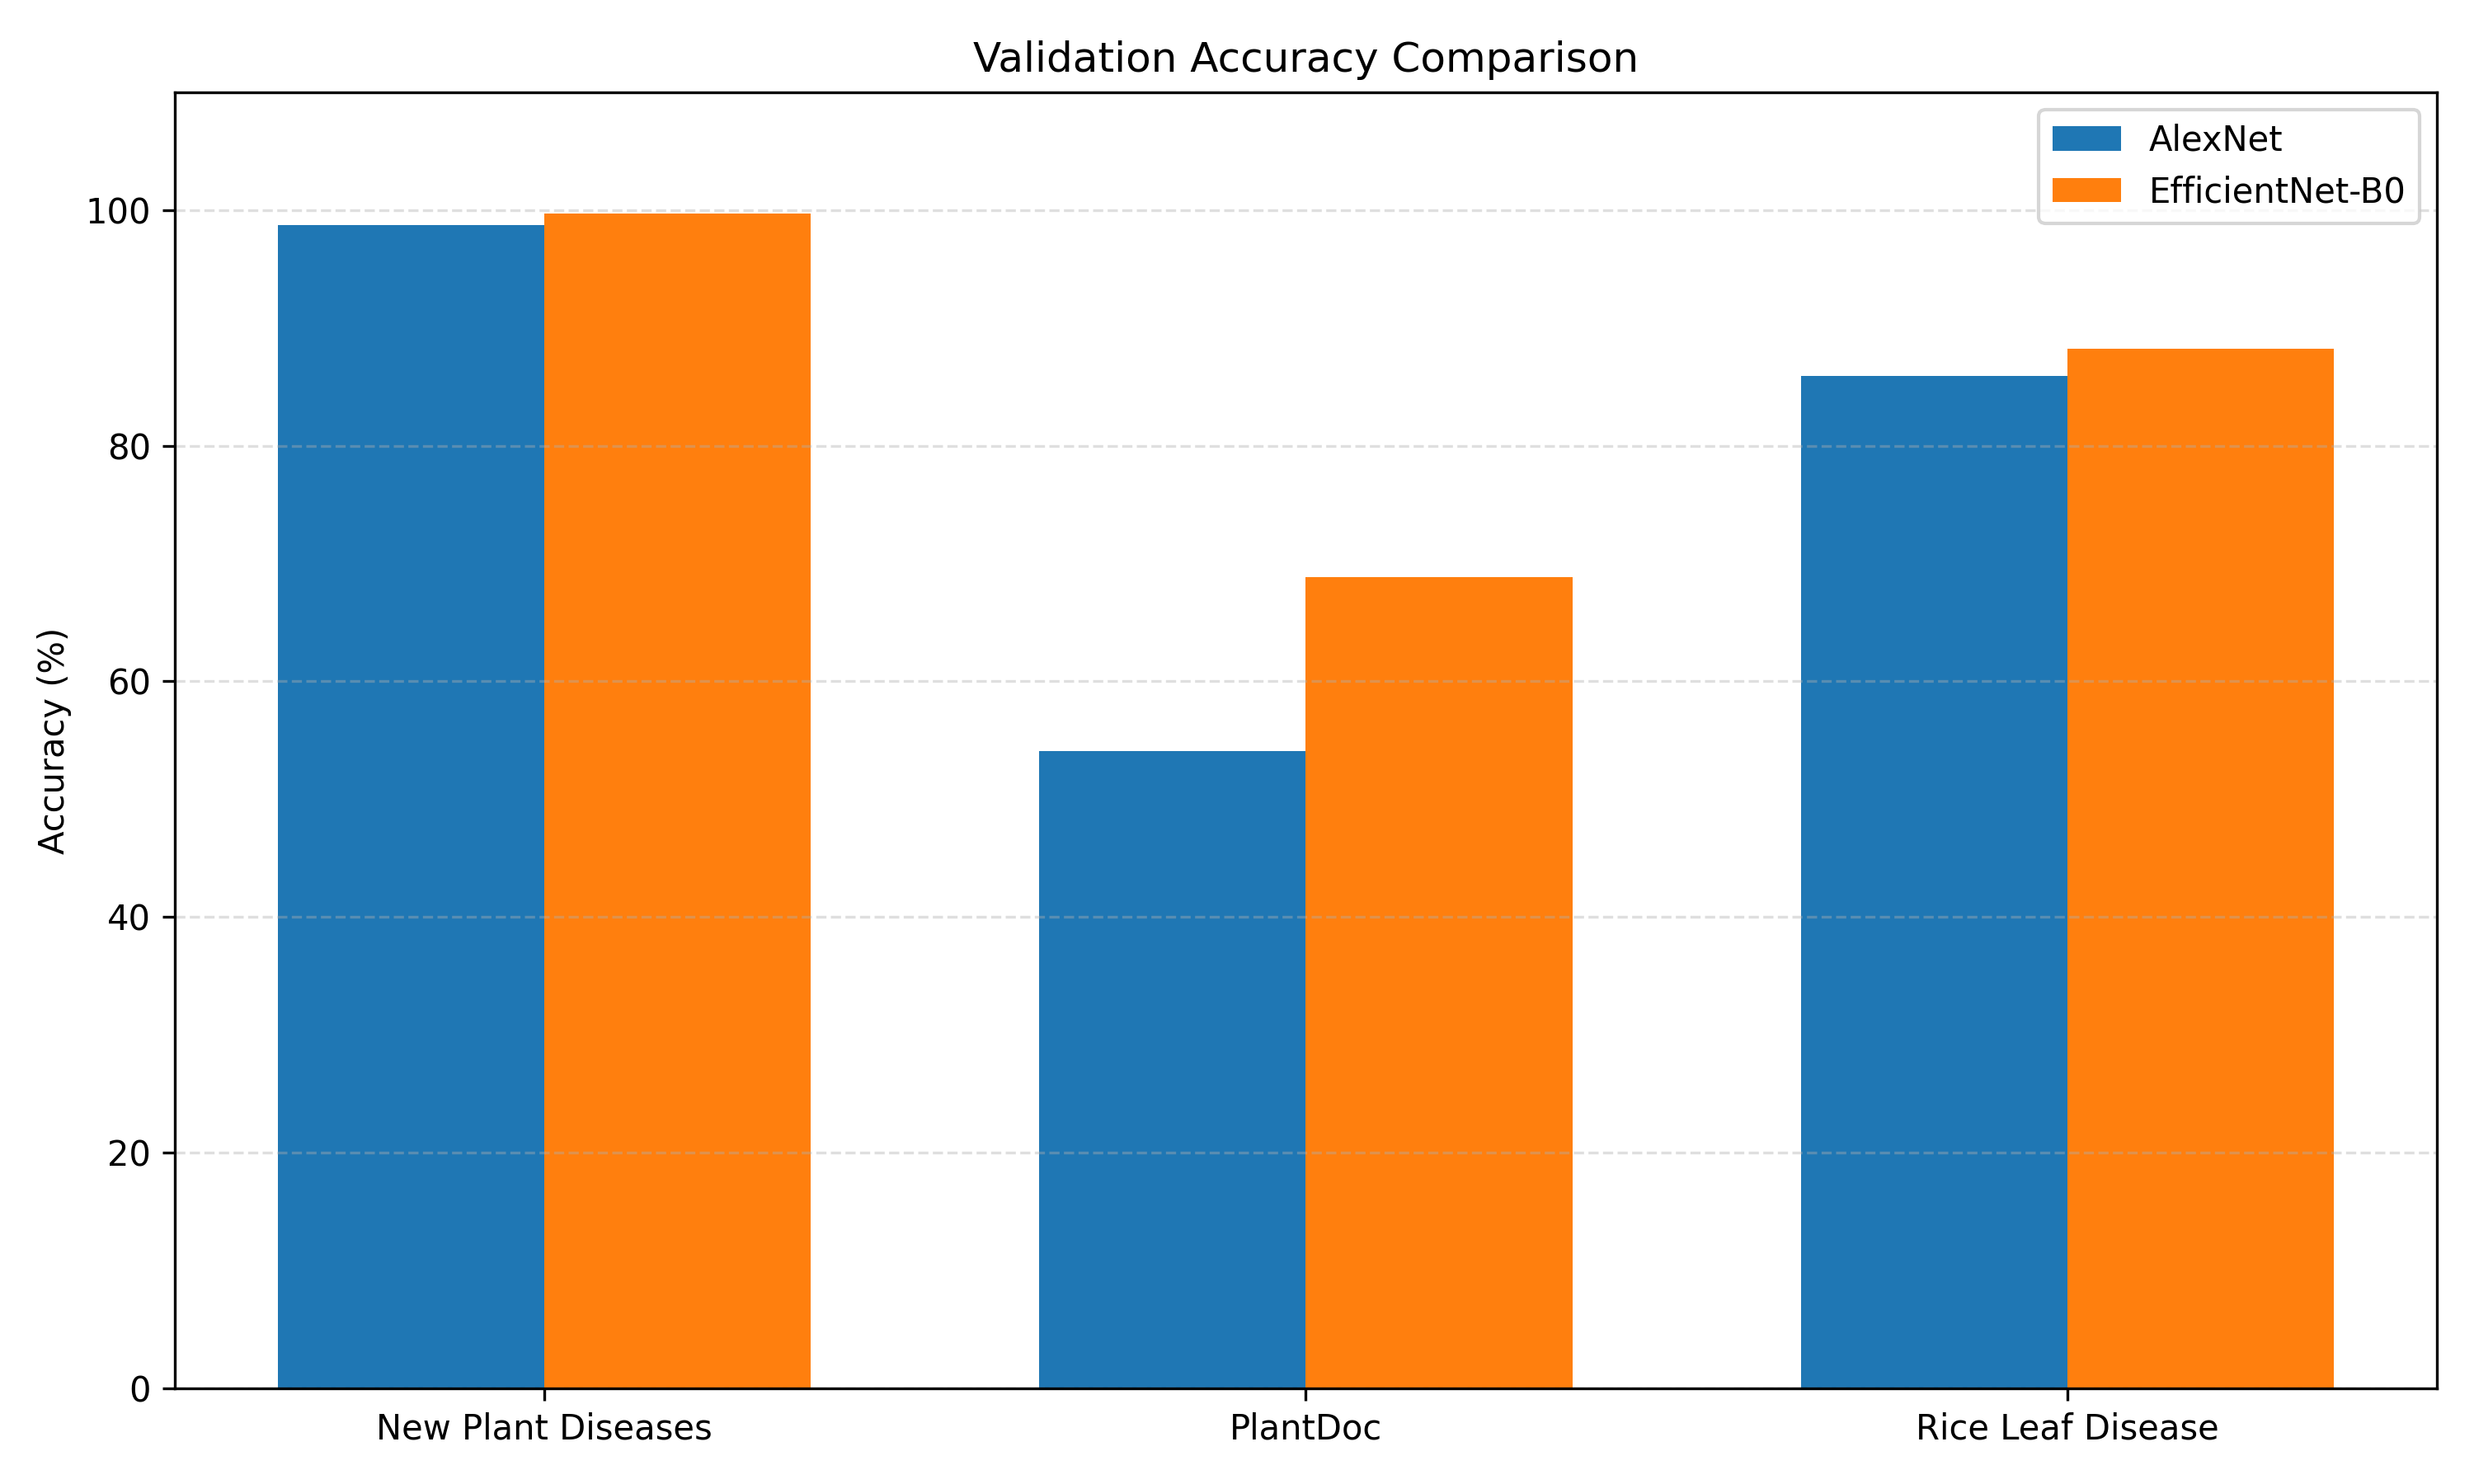 Validation Accuracy Comparison
AlexNet
EfficientNet-B0
Accuracy (%)
100
80
60
40
20
0
New Plant Diseases
PlantDoc
Rice Leaf Disease